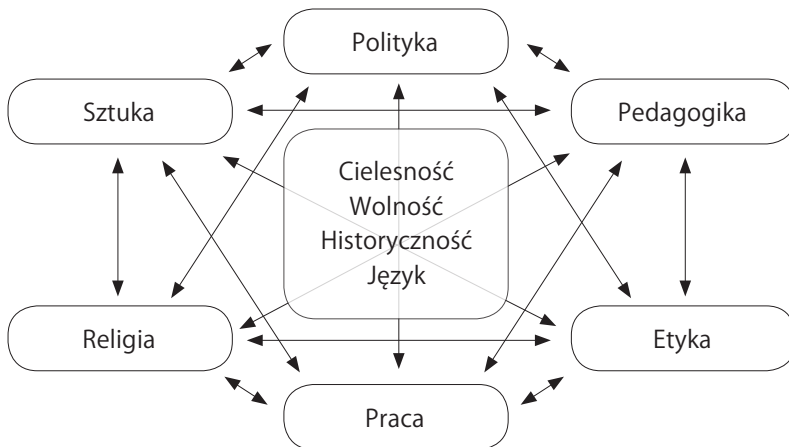 Polityka
Sztuka
Pedagogika
Cielesność
Wolność
Historyczność
Język
Religia
Etyka
Praca